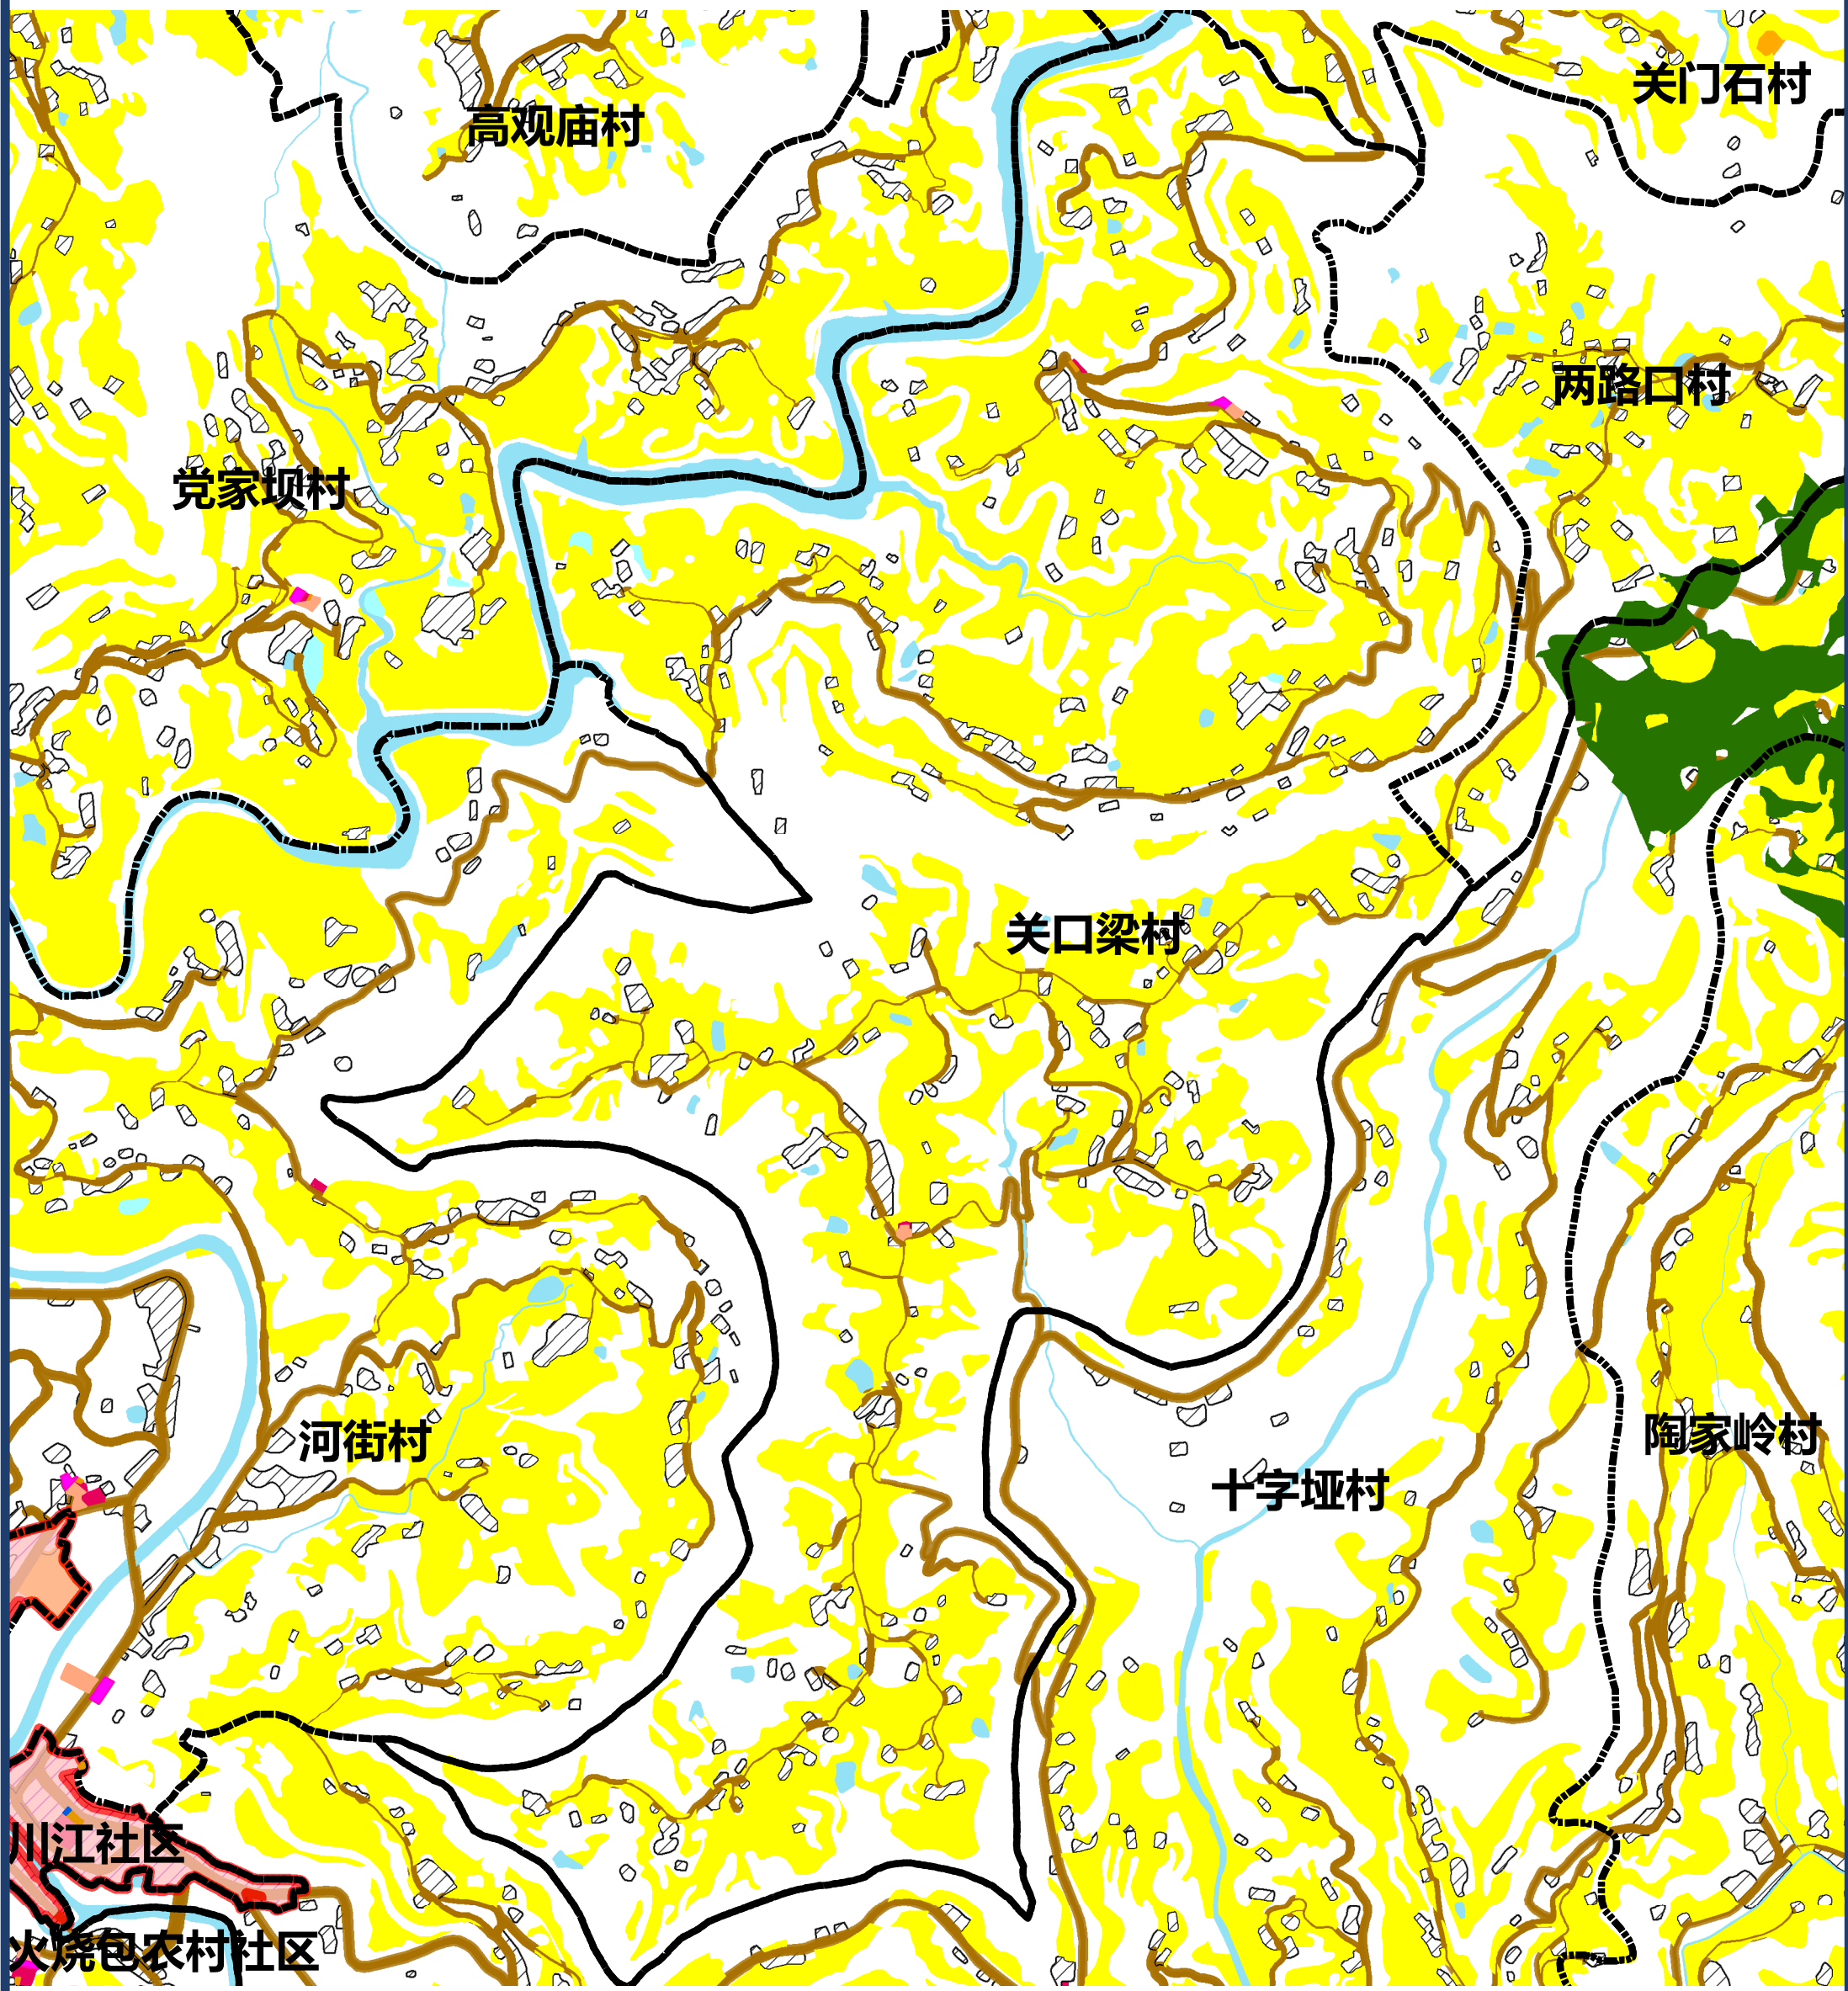 关门石村
高观庙村
两路口村
党家坝村
关口梁村
陶家岭村
河街村
十字垭村
川江社区
火烧包农村社区